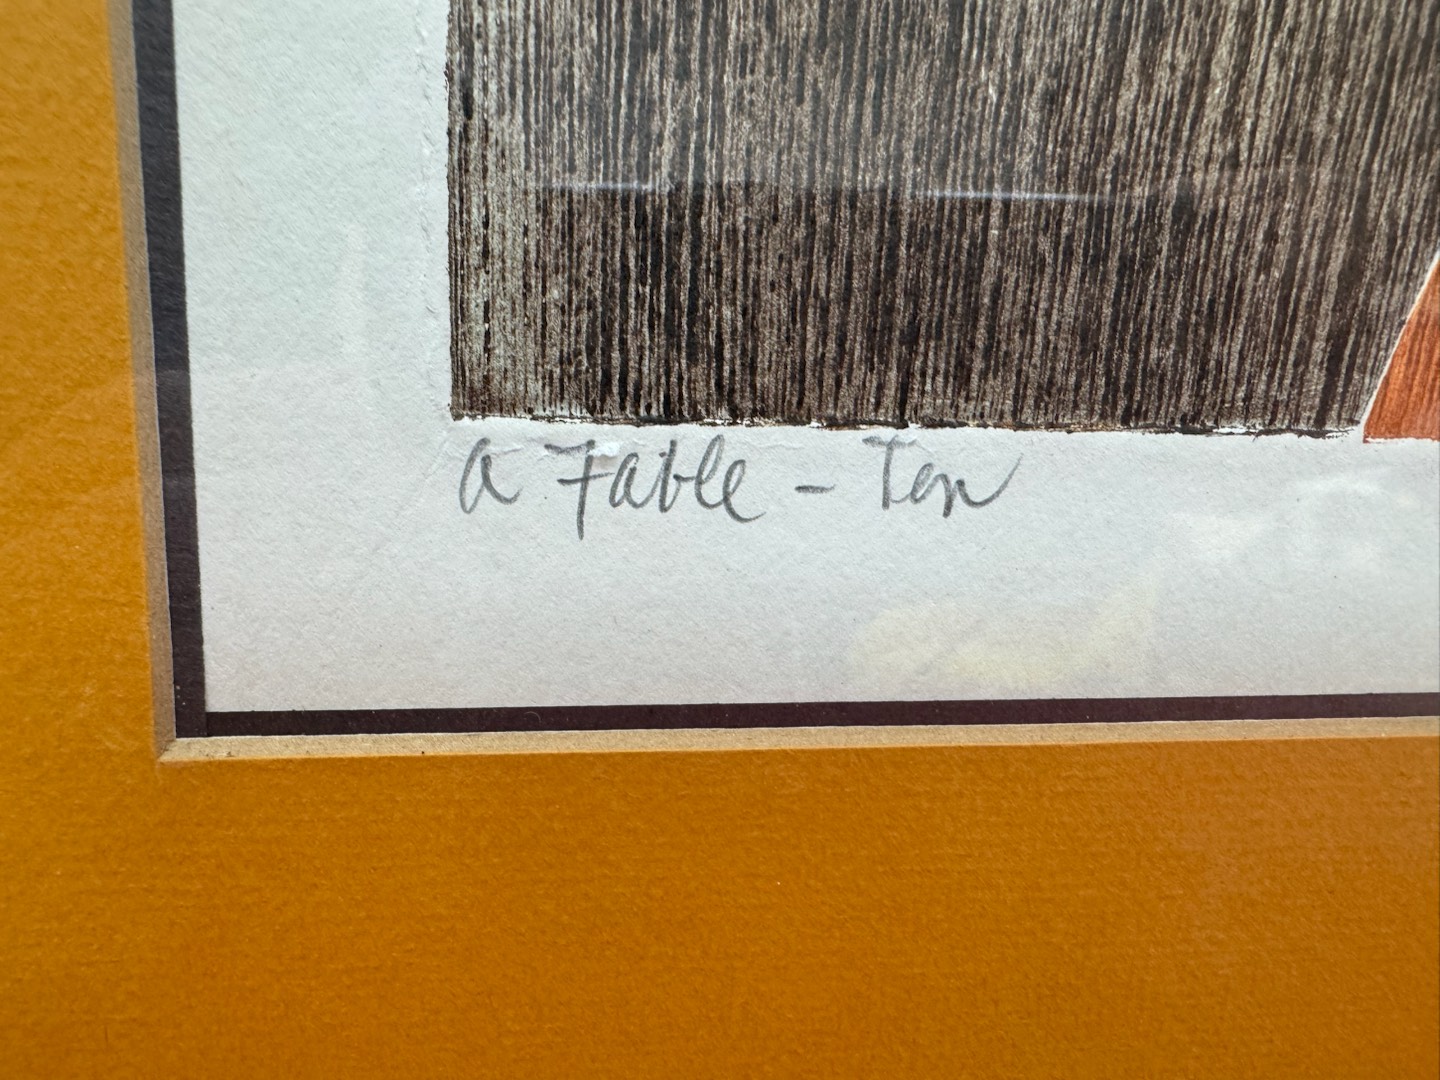 a Fable - Ten